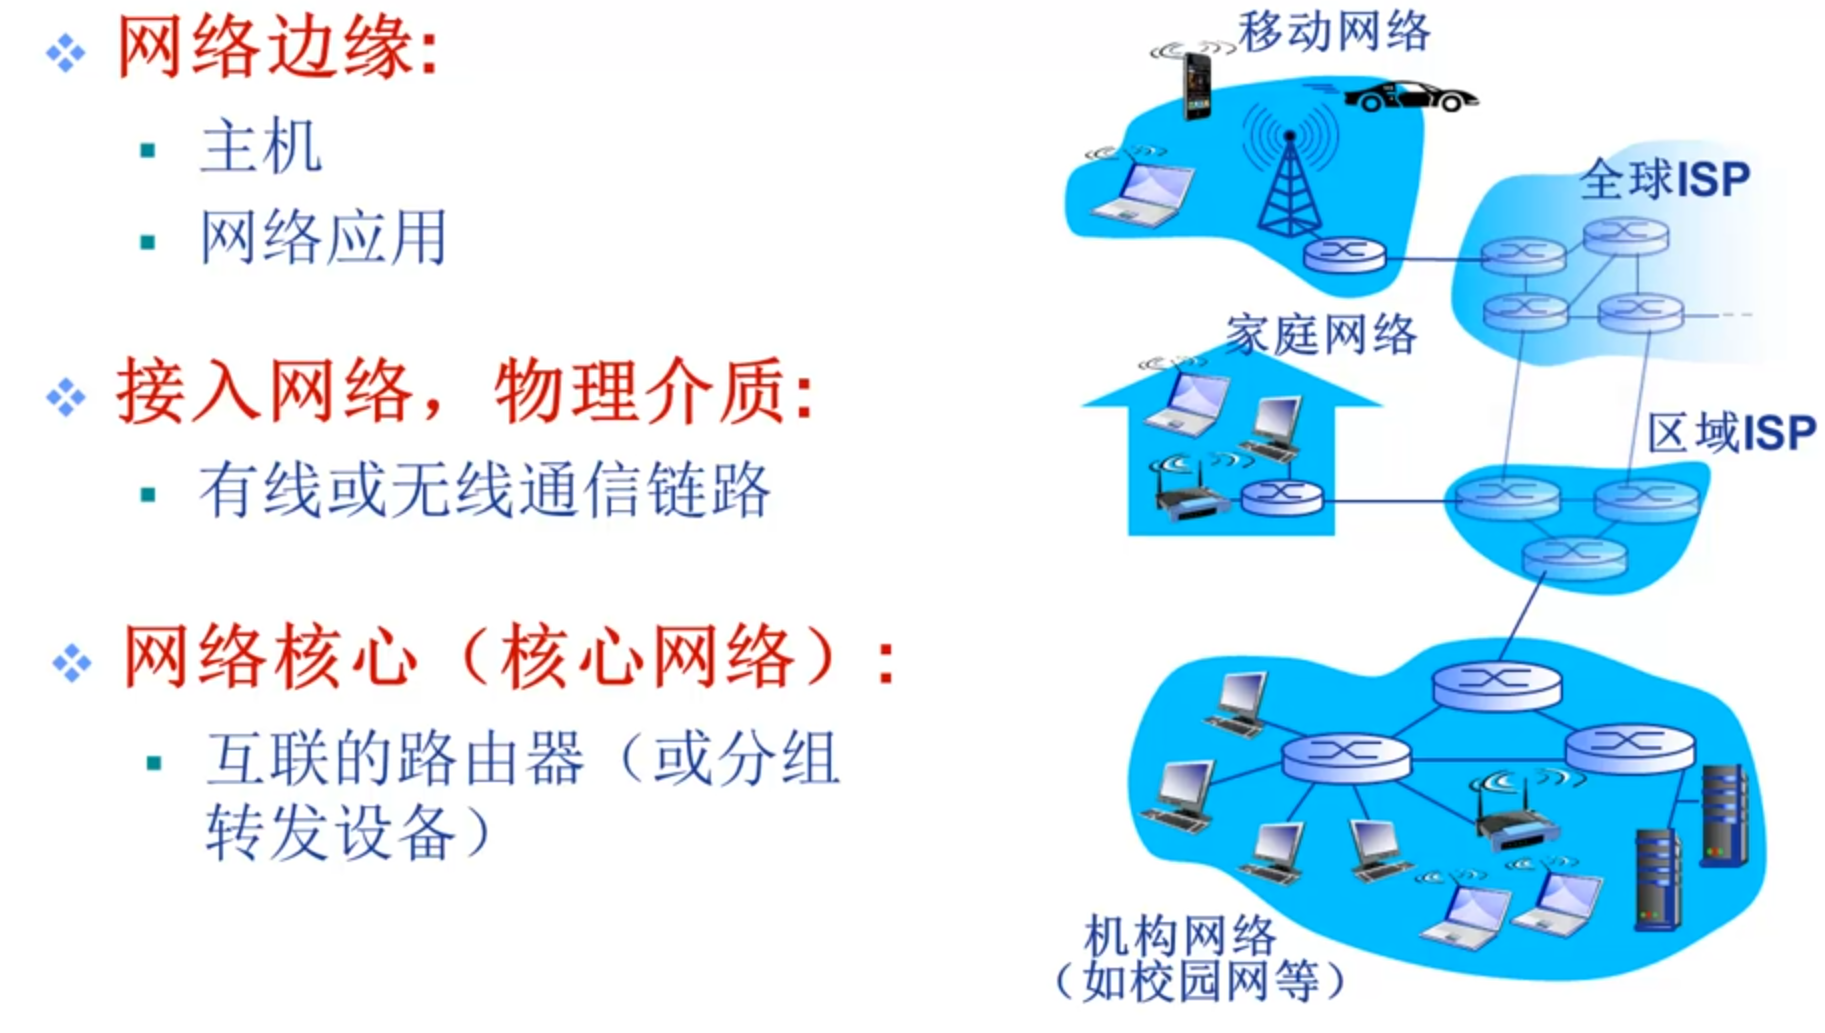 网络边缘:
主机
网络应用
接入网络，物理介质:
有线或无线通信链路
网络核心（核心网络）:
互联的路由器（或分组
转发设备）
移动网络
全球ISP
家庭网络
区域ISP
机构网络
（如校园网等）